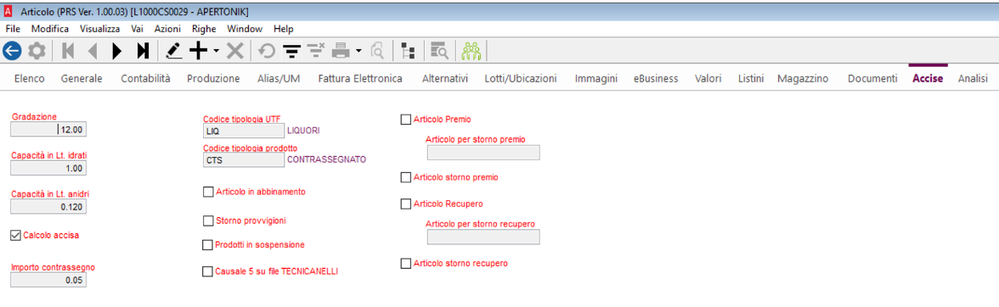 A Articolo (PRS Ver. 1.00.03) [L1000CS0029 - APERTONIK]
File Modifica Visualizza Vai Azioni Righe Window Help
Elenco Generale Contabilità Produzione Alias/UM Fattura Elettronica Alternativi Lotti/Ubicazioni Immagini eBusiness Valori Listini Magazzino Documenti Accise Analisi
Gradazione
12.00
Capacità in Lt. idrati
1.00
Capacità in Lt. anidri
0.120
Calcolo accisa
Importo contrassegno
0.05
Codice tipologia UTF
LIQ LIQUORI
Codice tipologia prodotto
CTS CONTRASSEGNATO
Articolo in abbinamento
Storno provvigioni
Prodotti in sospensione
Causale 5 su file TECNICANELLI
Articolo Premio
Articolo per storno premio
Articolo storno premio
Articolo Recupero
Articolo per storno recupero
Articolo storno recupero